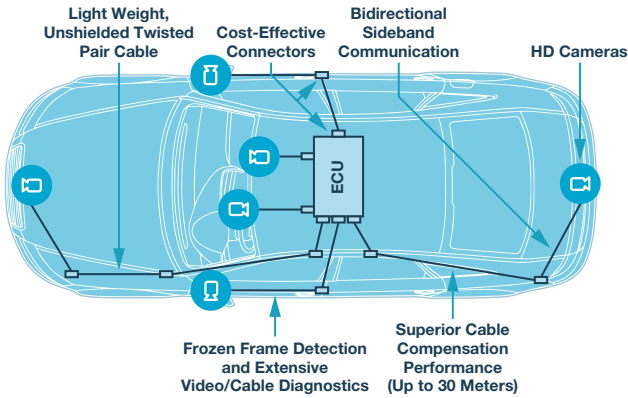 Light Weight,
Unshielded Twisted
Pair Cable
Cost-Effective
Connectors
Bidirectional
Sideband
Communication
HD Cameras
ECU
Frozen Frame Detection
and Extensive
Video/Cable Diagnostics
Superior Cable
Compensation
Performance
(Up to 30 Meters)